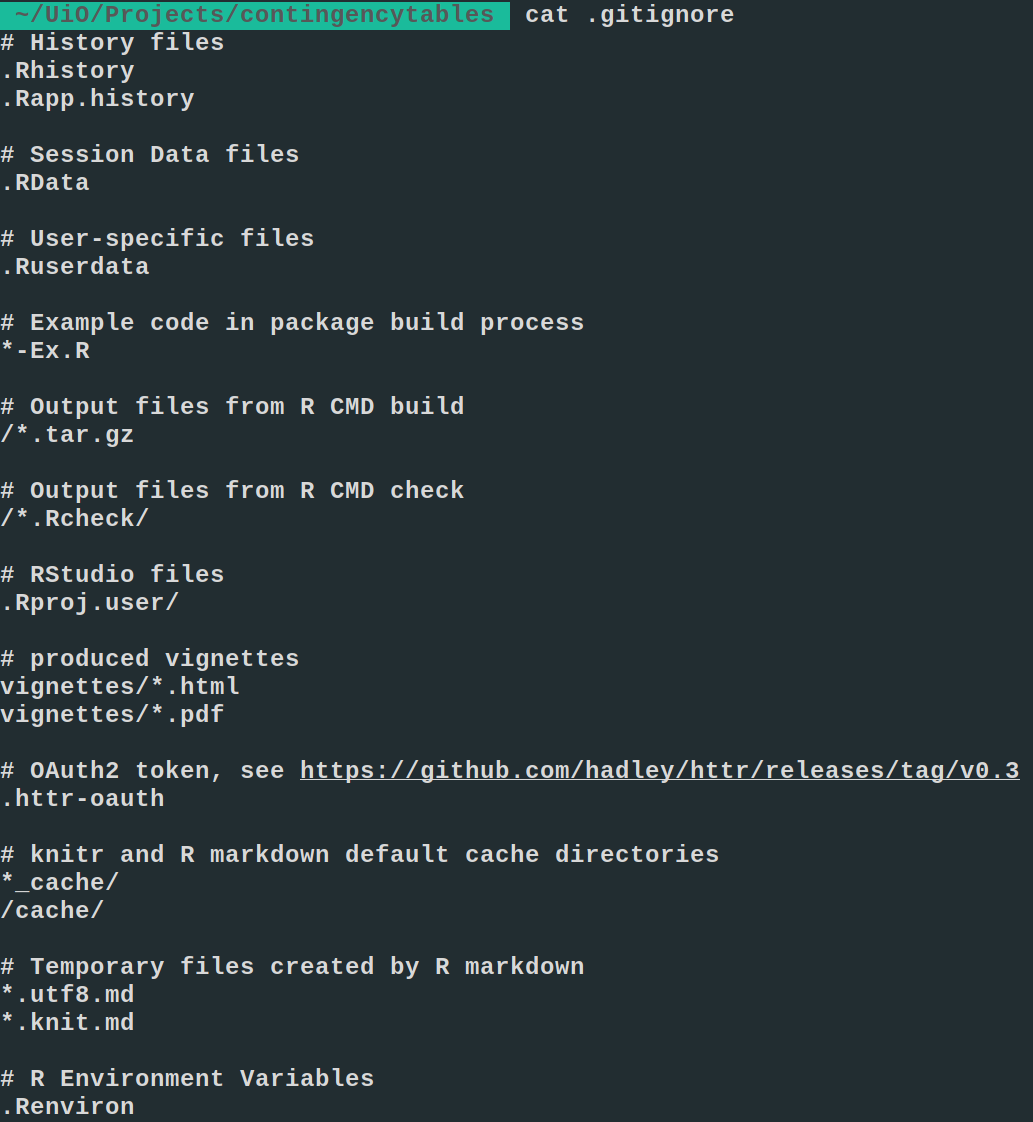 ~/UiO/Projects/contingencytables cat .gitignore
# History files
.Rhistory
.Rapp.history

# Session Data files
.RData

# User-specific files
.Ruserdata

# Example code in package build process
*-Ex.R

# Output files from R CMD build
/*.tar.gz

# Output files from R CMD check
/*.Rcheck/

# RStudio files
.Rproj.user/

# produced vignettes
vignettes/*.html
vignettes/*.pdf

# OAuth2 token, see https://github.com/hadley/httr/releases/tag/v0.3
.httr-oauth

# knitr and R markdown default cache directories
*_cache/
/cache/

# Temporary files created by R markdown
*.utf8.md
*.knit.md

# R Environment Variables
.Renviron